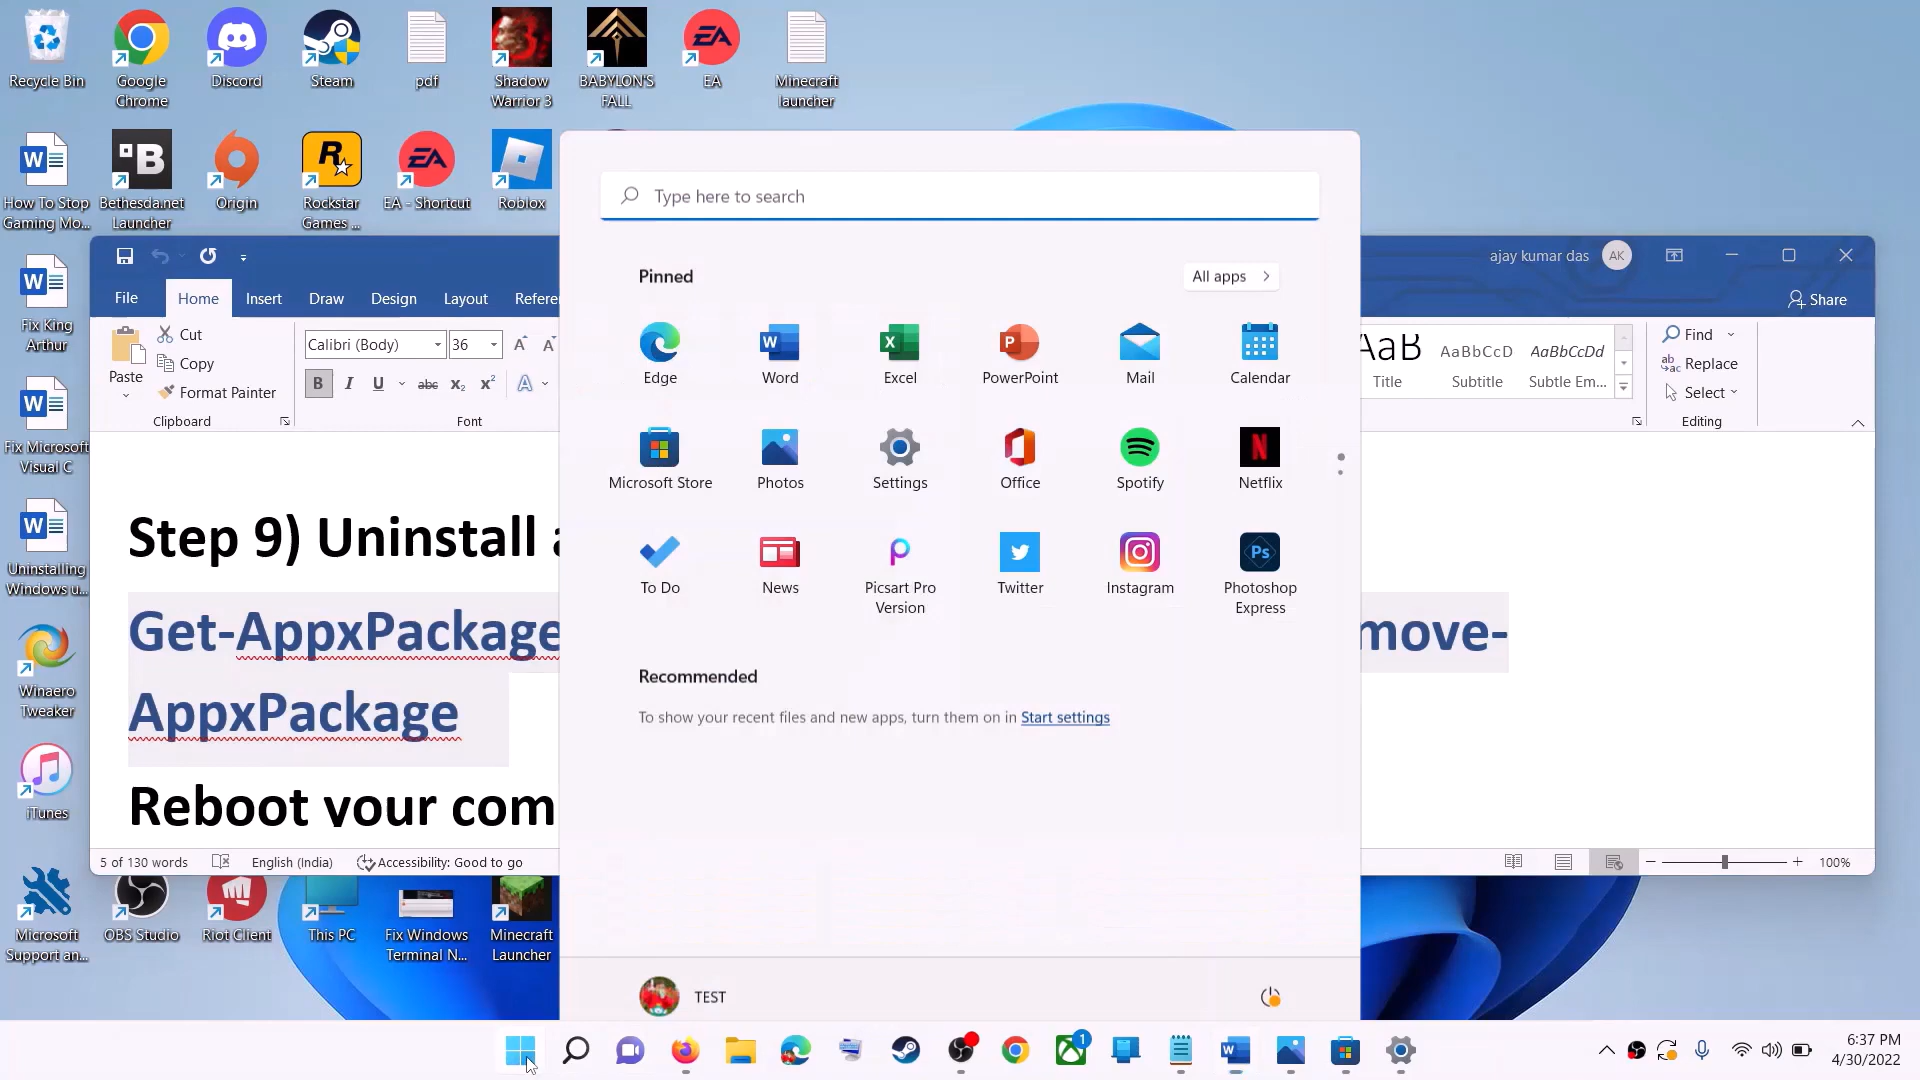 Recycle Bin
Google
Chrome
Discord
Steam
pdf
Shadow
Warrior 3
BABYLON'S
FALL
EA
Minecraft
launcher
How To Stop
Gaming Mo...
Bethesda.net
Launcher
Origin
Rockstar
Games ...
EA - Shortcut
Roblox
Fix King
Arthur
Fix Microsoft
Visual C
Uninstalling
Windows u...
Winaero
Tweaker
iTunes
Microsoft
Support an...
OBS Studio
Riot Client
This PC
Fix Windows
Terminal N...
Minecraft
Launcher
ajay kumar das
AK
File
Home
Insert
Draw
Design
Layout
Refere
Share
Paste
Cut
Copy
Format Painter
Clipboard
Calibri (Body)
36
Font
AaB
Title
AaBbCcD
Subtitle
AaBbCcDd
Subtle Em...
Find
Replace
Select
Editing
Step 9) Uninstall
Get-AppxPackage
move-
AppxPackage
Reboot your com
5 of 130 words
English (India)
Accessibility: Good to go
100%
Type here to search
Pinned
All apps
Edge
Word
Excel
PowerPoint
Mail
Calendar
Microsoft Store
Photos
Settings
Office
Spotify
Netflix
To Do
News
Picsart Pro
Version
Twitter
Instagram
Photoshop
Express
Recommended
To show your recent files and new apps, turn them on in Start settings
TEST
1
6:37 PM
4/30/2022